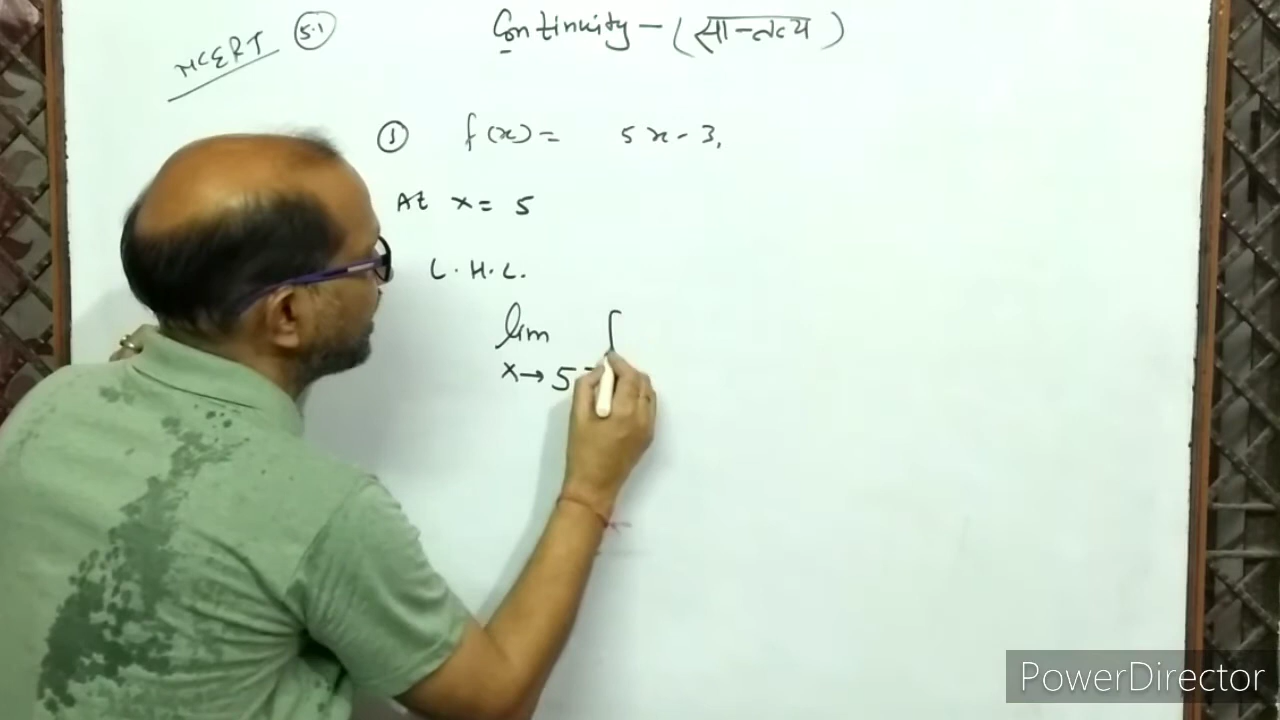 NCERT 5.1
Continuity - (सा-तत्य)
① f(x) = 5x - 3,
At x = 5
L.H.L.
lim
x→5-
PowerDirector